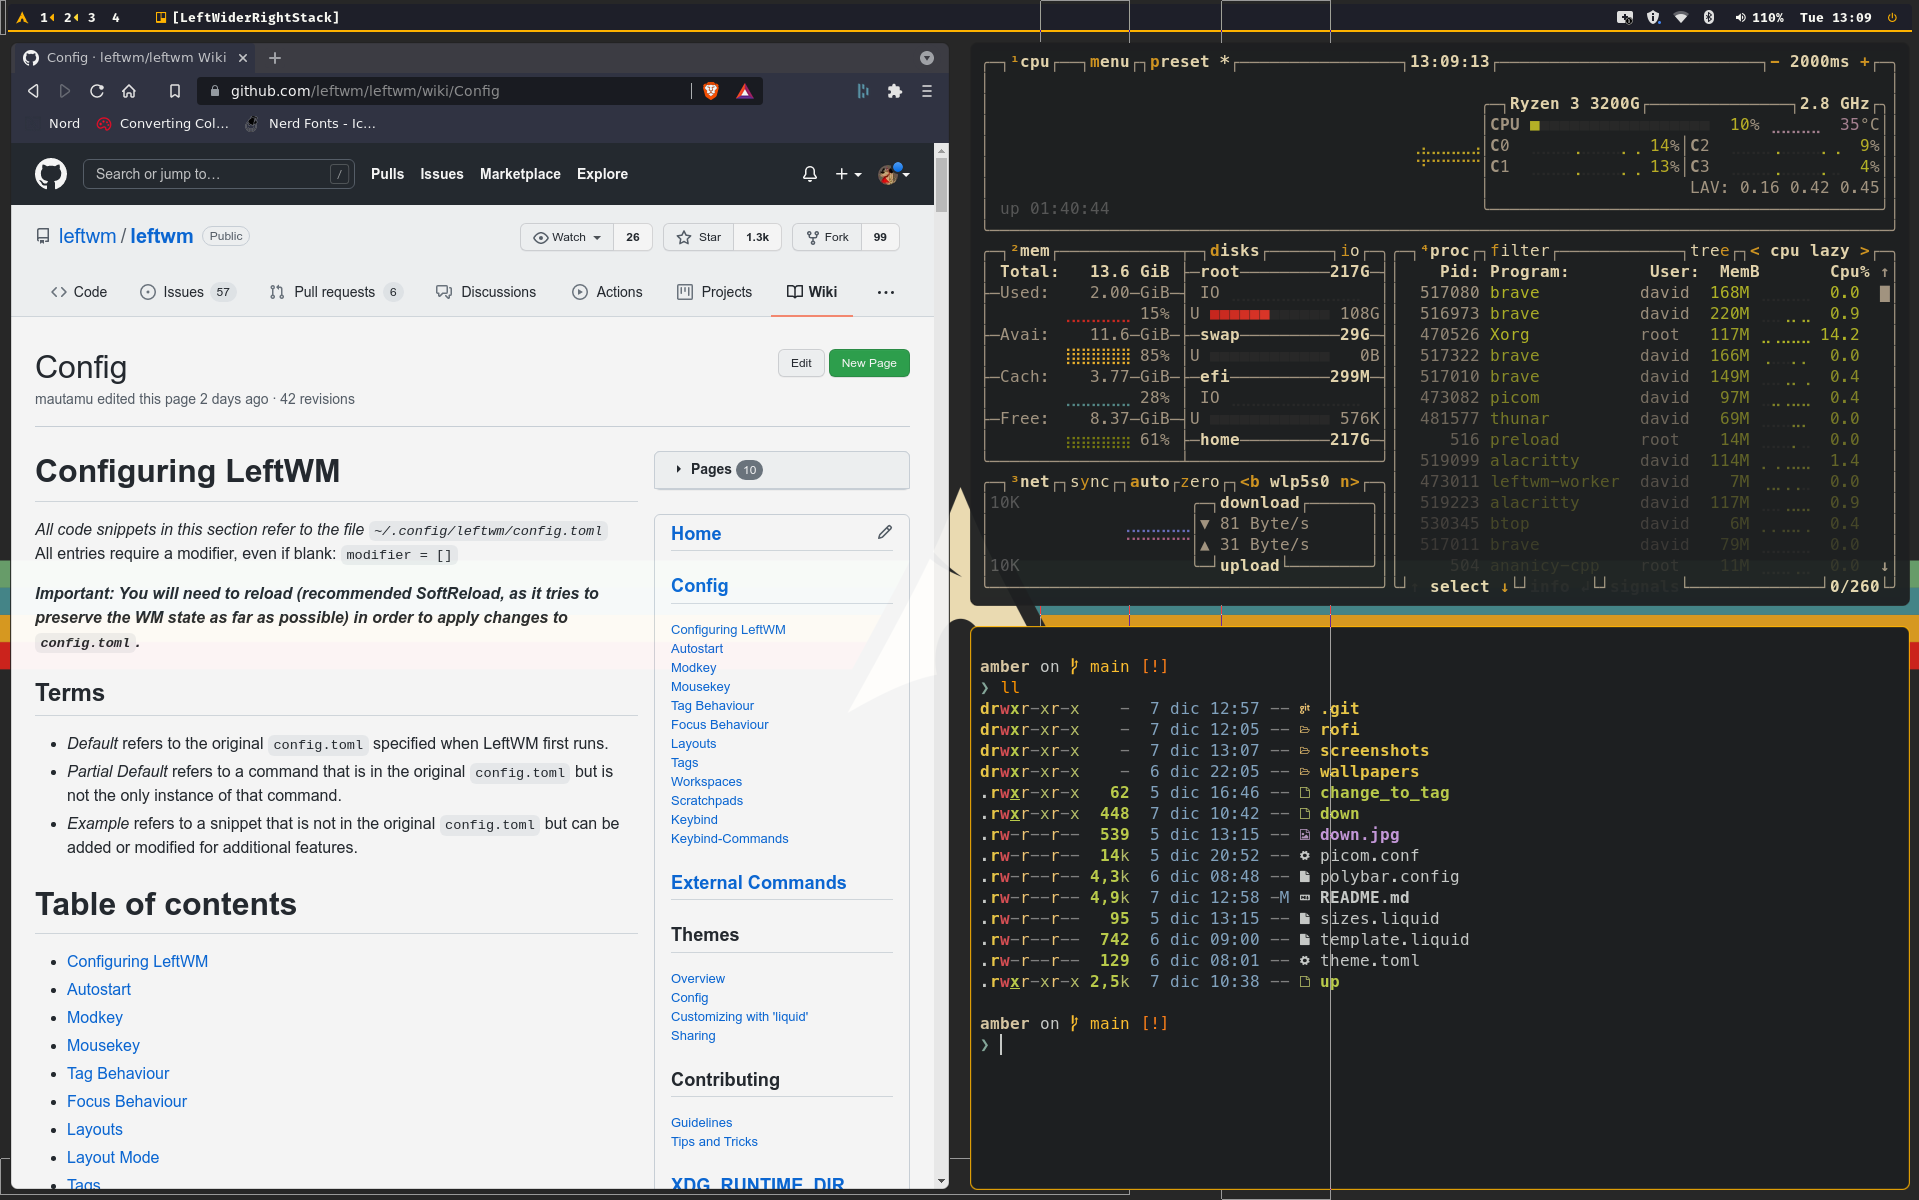 1 2 3 4 [LeftWiderRightStack] 110% Tue 13:09
Config · leftwm/leftwm Wiki
github.com/leftwm/leftwm/wiki/Config
Nord Converting Col... Nerd Fonts - Ic...
Search or jump to... / Pulls Issues Marketplace Explore
leftwm / leftwm Public Watch 26 Star 1.3k Fork 99
Code Issues 57 Pull requests 6 Discussions Actions Projects Wiki ...
Config Edit New Page
mautamu edited this page 2 days ago · 42 revisions
Configuring LeftWM
All code snippets in this section refer to the file ~/.config/leftwm/config.toml
All entries require a modifier, even if blank: modifier = []
Important: You will need to reload (recommended SoftReload, as it tries to
preserve the WM state as far as possible) in order to apply changes to
config.toml.
Terms
• Default refers to the original config.toml specified when LeftWM first runs.
• Partial Default refers to a command that is in the original config.toml but is
not the only instance of that command.
• Example refers to a snippet that is not in the original config.toml but can be
added or modified for additional features.
Table of contents
• Configuring LeftWM
• Autostart
• Modkey
• Mousekey
• Tag Behaviour
• Focus Behaviour
• Layouts
• Layout Mode
• Tags
Pages 10
Home
Config
Configuring LeftWM
Autostart
Modkey
Mousekey
Tag Behaviour
Focus Behaviour
Layouts
Tags
Workspaces
Scratchpads
Keybind
Keybind-Commands
External Commands
Themes
Overview
Config
Customizing with 'liquid'
Sharing
Contributing
Guidelines
Tips and Tricks
XDG_RUNTIME_DIR
¹cpu menu preset * 13:09:13 - 2000ms +
Ryzen 3 3200G 2.8 GHz
CPU 10% 35°C
C0 14% C2 9%
C1 13% C3 4%
LAV: 0.16 0.42 0.45
up 01:40:44
²mem disks io
Total: 13.6 GiB root 217G
Used: 2.00 GiB IO
15% U 108G
Avai: 11.6 GiB swap 29G
85% U 0B
Cach: 3.77 GiB efi 299M
28% IO
Free: 8.37 GiB U 576K
61% home 217G
³net sync auto zero <b wlp5s0 n>
10K download
▼ 81 Byte/s
▲ 31 Byte/s
10K upload
⁴proc filter tree < cpu lazy >
Pid: Program: User: MemB Cpu% ↑
517080 brave david 168M 0.0
516973 brave david 220M 0.9
470526 Xorg root 117M 14.2
517322 brave david 166M 0.0
517010 brave david 149M 0.4
473082 picom david 97M 0.4
481577 thunar david 69M 0.0
516 preload root 14M 0.0
519099 alacritty david 114M 1.4
473011 leftwm-worker david 7M 0.0
519223 alacritty david 117M 0.9
530345 btop david 6M 0.4
517011 brave david 79M 0.0
504 ananicy-cpp root 11M 0.0 ↓
select ↓ info signals 0/260
amber on main [!]
❯ ll
drwxr-xr-x - 7 dic 12:57 -- .git
drwxr-xr-x - 7 dic 12:05 -- rofi
drwxr-xr-x - 7 dic 13:07 -- screenshots
drwxr-xr-x - 6 dic 22:05 -- wallpapers
.rwxr-xr-x 62 5 dic 16:46 -- change_to_tag
.rwxr-xr-x 448 7 dic 10:42 -- down
.rw-r--r-- 539 5 dic 13:15 -- down.jpg
.rw-r--r-- 14k 5 dic 20:52 -- picom.conf
.rw-r--r-- 4,3k 6 dic 08:48 -- polybar.config
.rw-r--r-- 4,9k 7 dic 12:58 -M README.md
.rw-r--r-- 95 5 dic 13:15 -- sizes.liquid
.rw-r--r-- 742 6 dic 09:00 -- template.liquid
.rw-r--r-- 129 6 dic 08:01 -- theme.toml
.rwxr-xr-x 2,5k 7 dic 10:38 -- up
amber on main [!]
❯